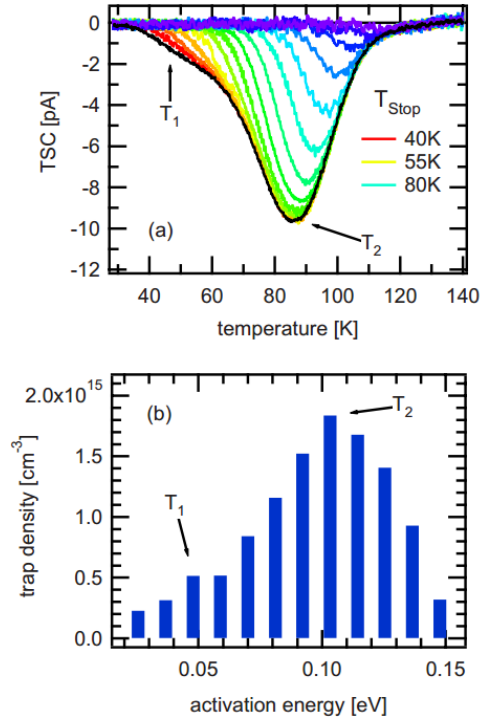 0
-2
-4
-6
-8
-10
-12
TSC [pA]
T1
T2
TStop
40K
55K
80K
(a)
40 60 80 100 120 140
temperature [K]
2.0x10^15
1.5
1.0
0.5
0.0
trap density [cm^-3]
(b)
T1
T2
0.05 0.10 0.15
activation energy [eV]